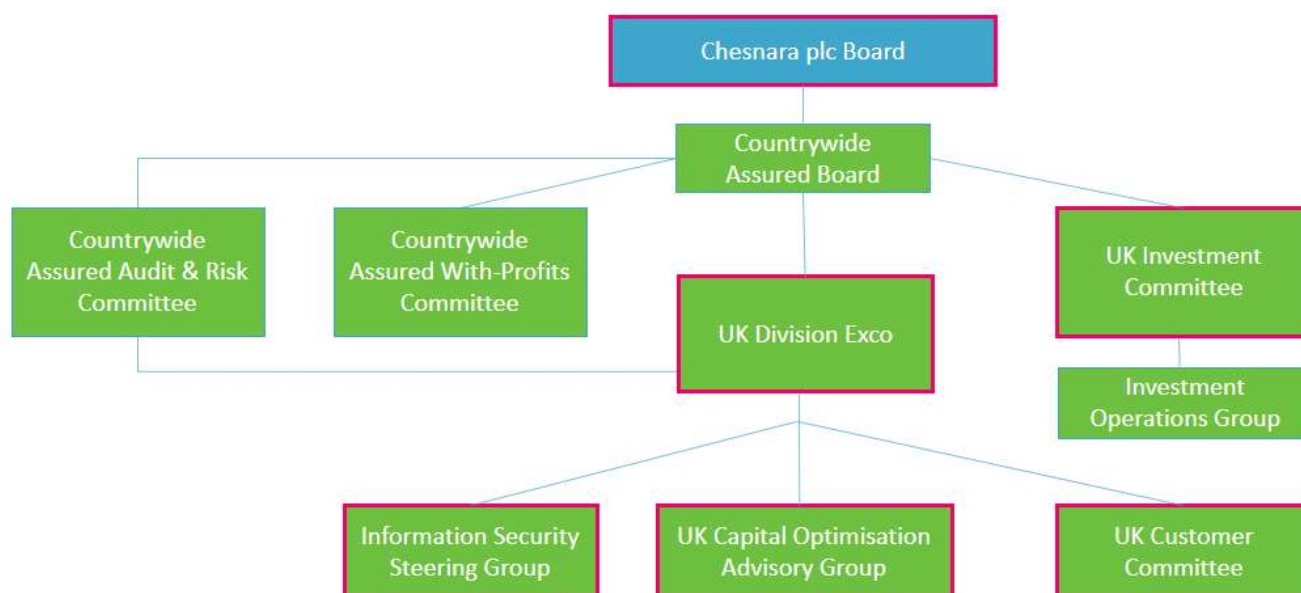 Chesnara plc Board
Countrywide
Assured Board
Countrywide
Assured Audit & Risk
Committee
Countrywide
Assured With-Profits
Committee
UK Division Exco
UK Investment
Committee
Investment
Operations Group
Information Security
Steering Group
UK Capital Optimisation
Advisory Group
UK Customer
Committee